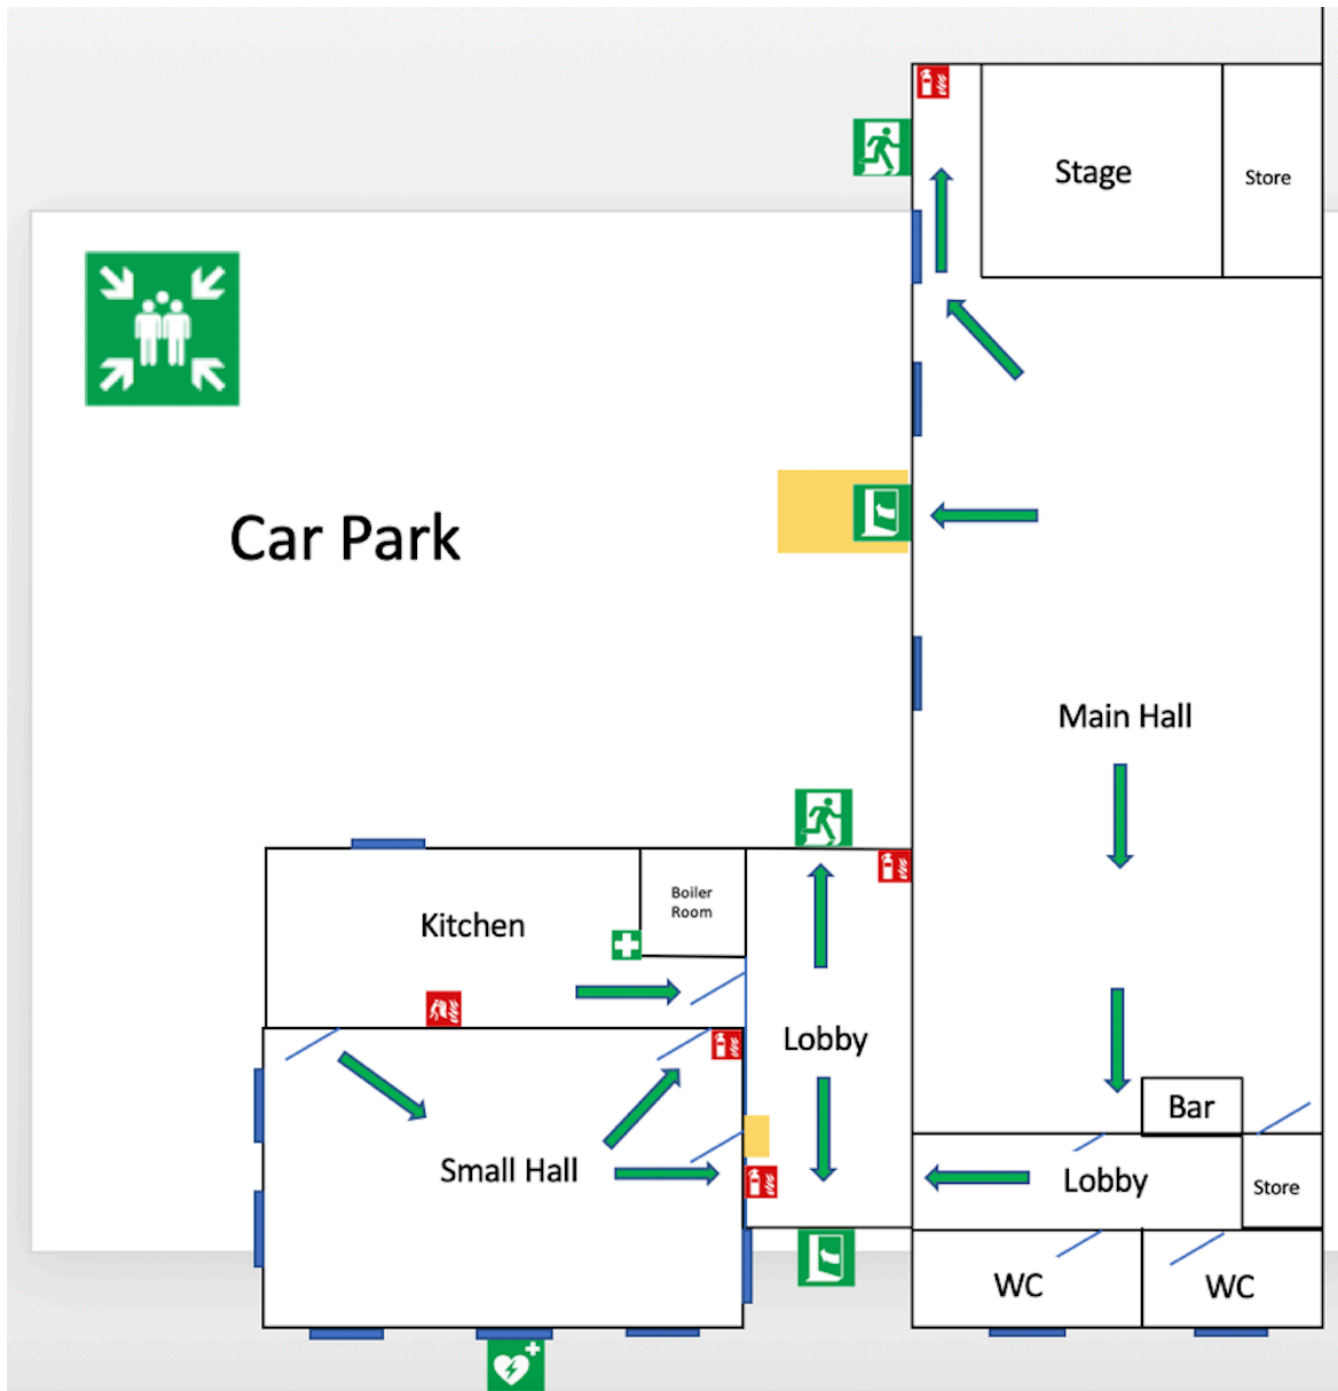 Stage
Store
Car Park
Main Hall
Boiler
Room
Kitchen
Lobby
Bar
Small Hall
Lobby
Store
WC
WC